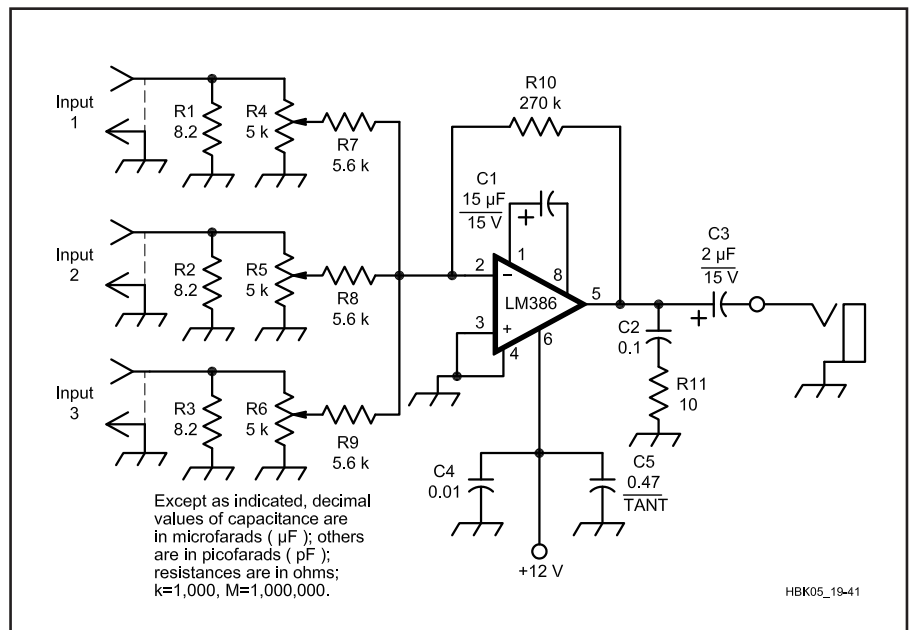 Input
1
R1
8.2
R4
5 k
R7
5.6 k
Input
2
R2
8.2
R5
5 k
R8
5.6 k
Input
3
R3
8.2
R6
5 k
R9
5.6 k
R10
270 k
C1
15 µF
15 V
+
1
8
2
−
LM386
3
+
4
6
5
C3
2 µF
15 V
+
C2
0.1
R11
10
C4
0.01
C5
0.47
TANT
+12 V
Except as indicated, decimal
values of capacitance are
in microfarads ( µF ); others
are in picofarads ( pF );
resistances are in ohms;
k=1,000, M=1,000,000.
HBK05_19-41